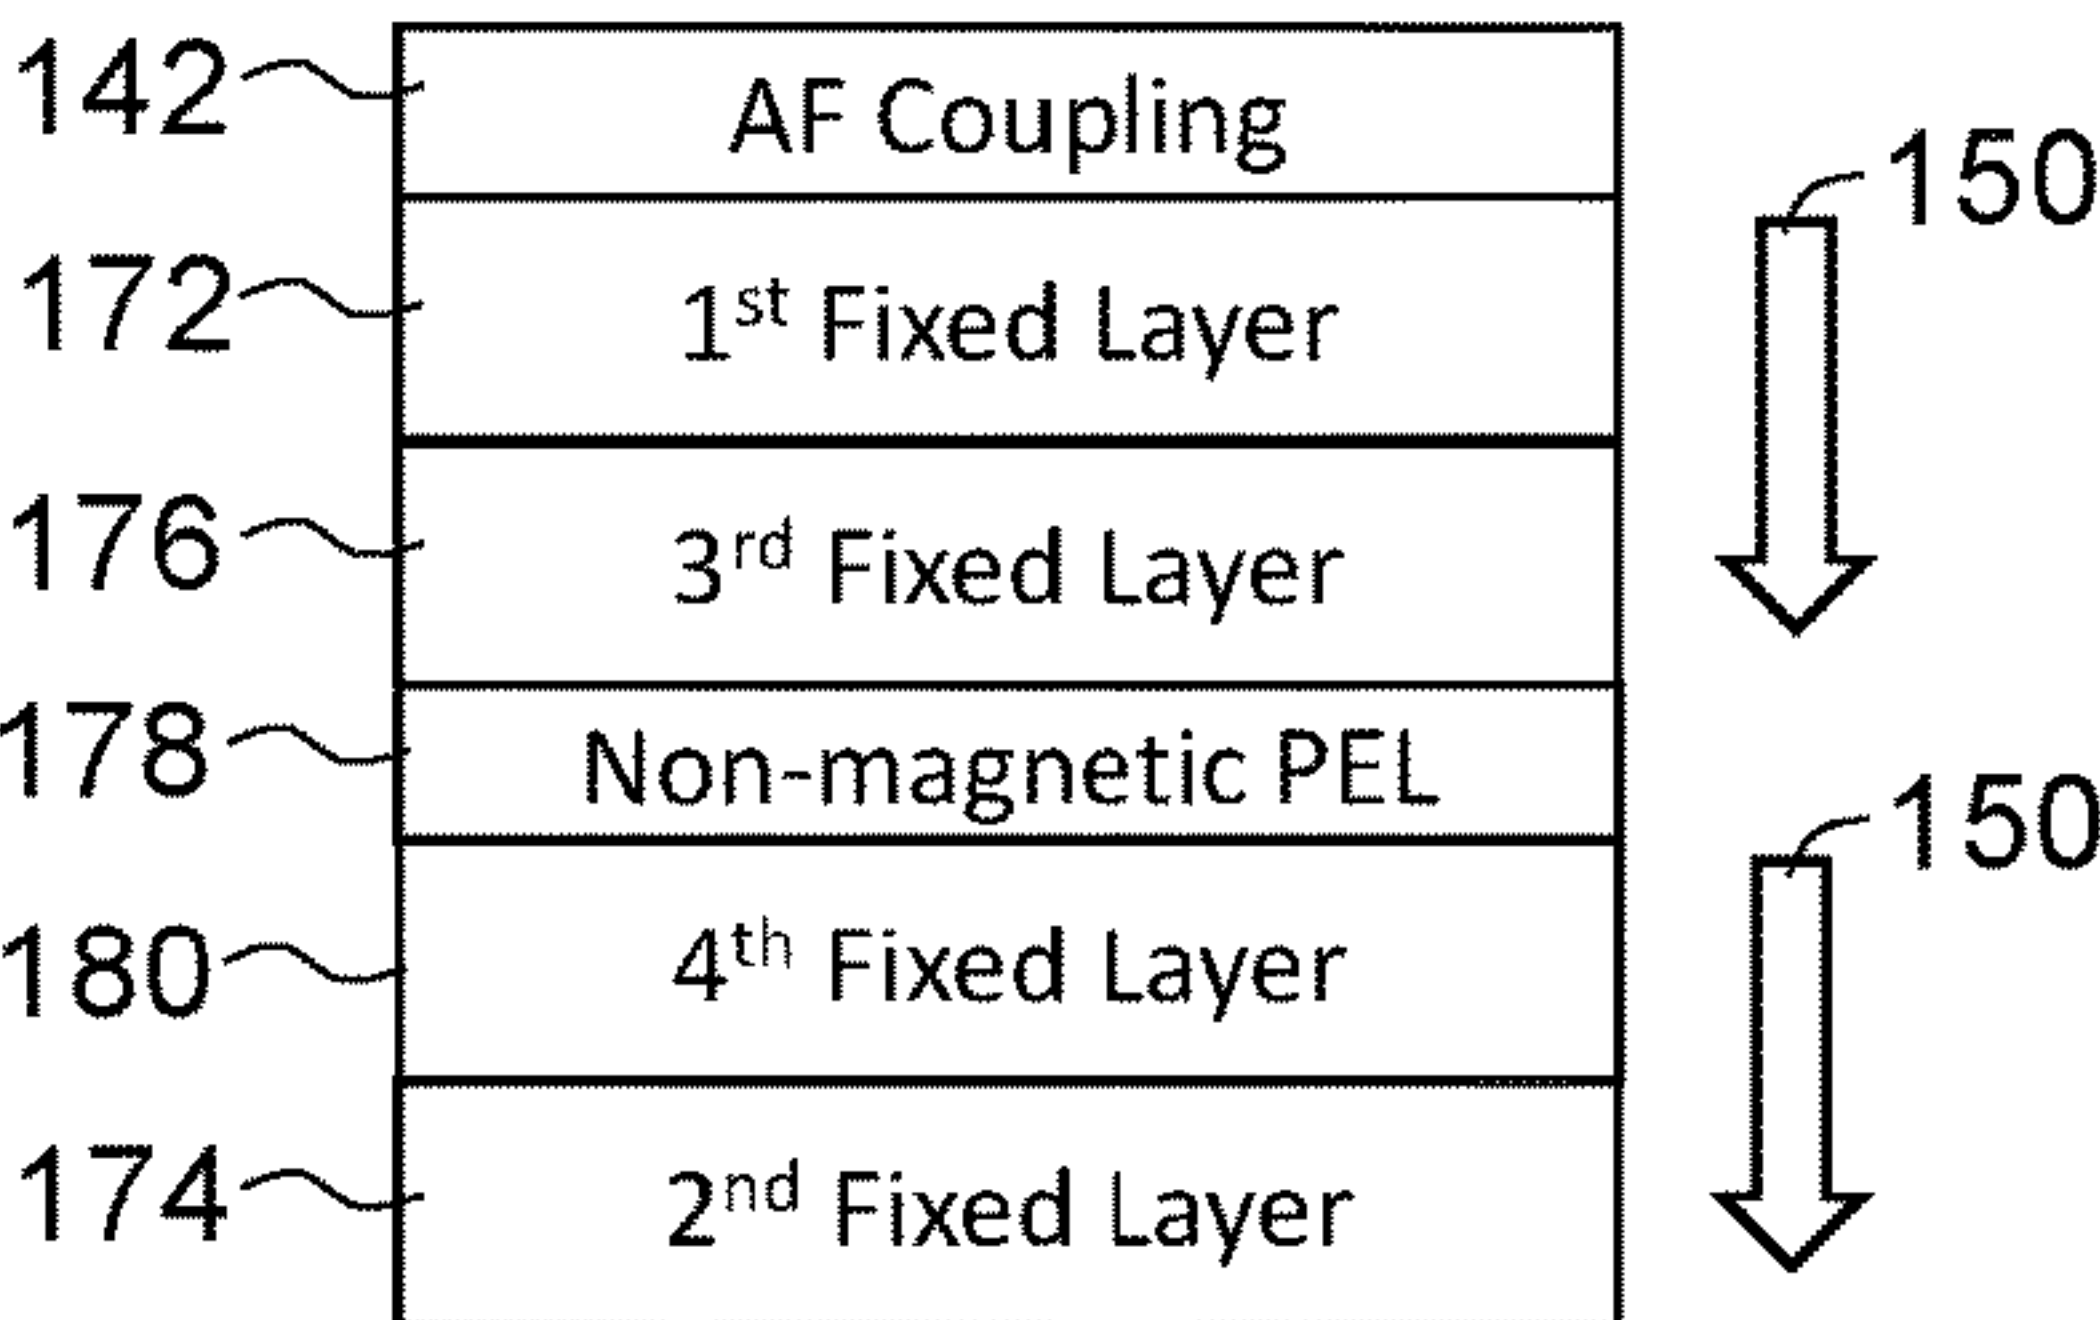 142 AF Coupling
150
172 1st Fixed Layer
176 3rd Fixed Layer
178 Non-magnetic PEL
150
180 4th Fixed Layer
174 2nd Fixed Layer